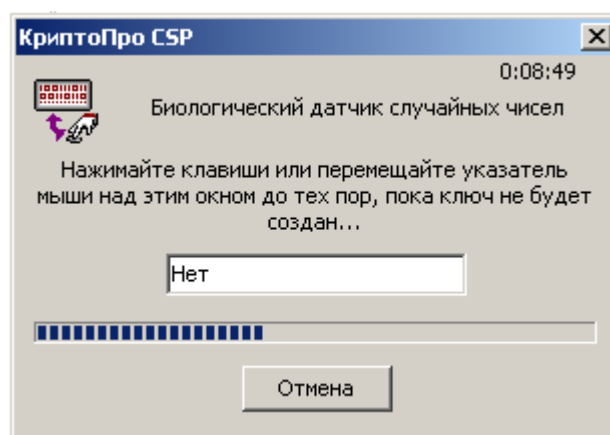 КриптоПро CSP
0:08:49
Биологический датчик случайных чисел
Нажимайте клавиши или перемещайте указатель
мыши над этим окном до тех пор, пока ключ не будет
создан...
Нет
Отмена